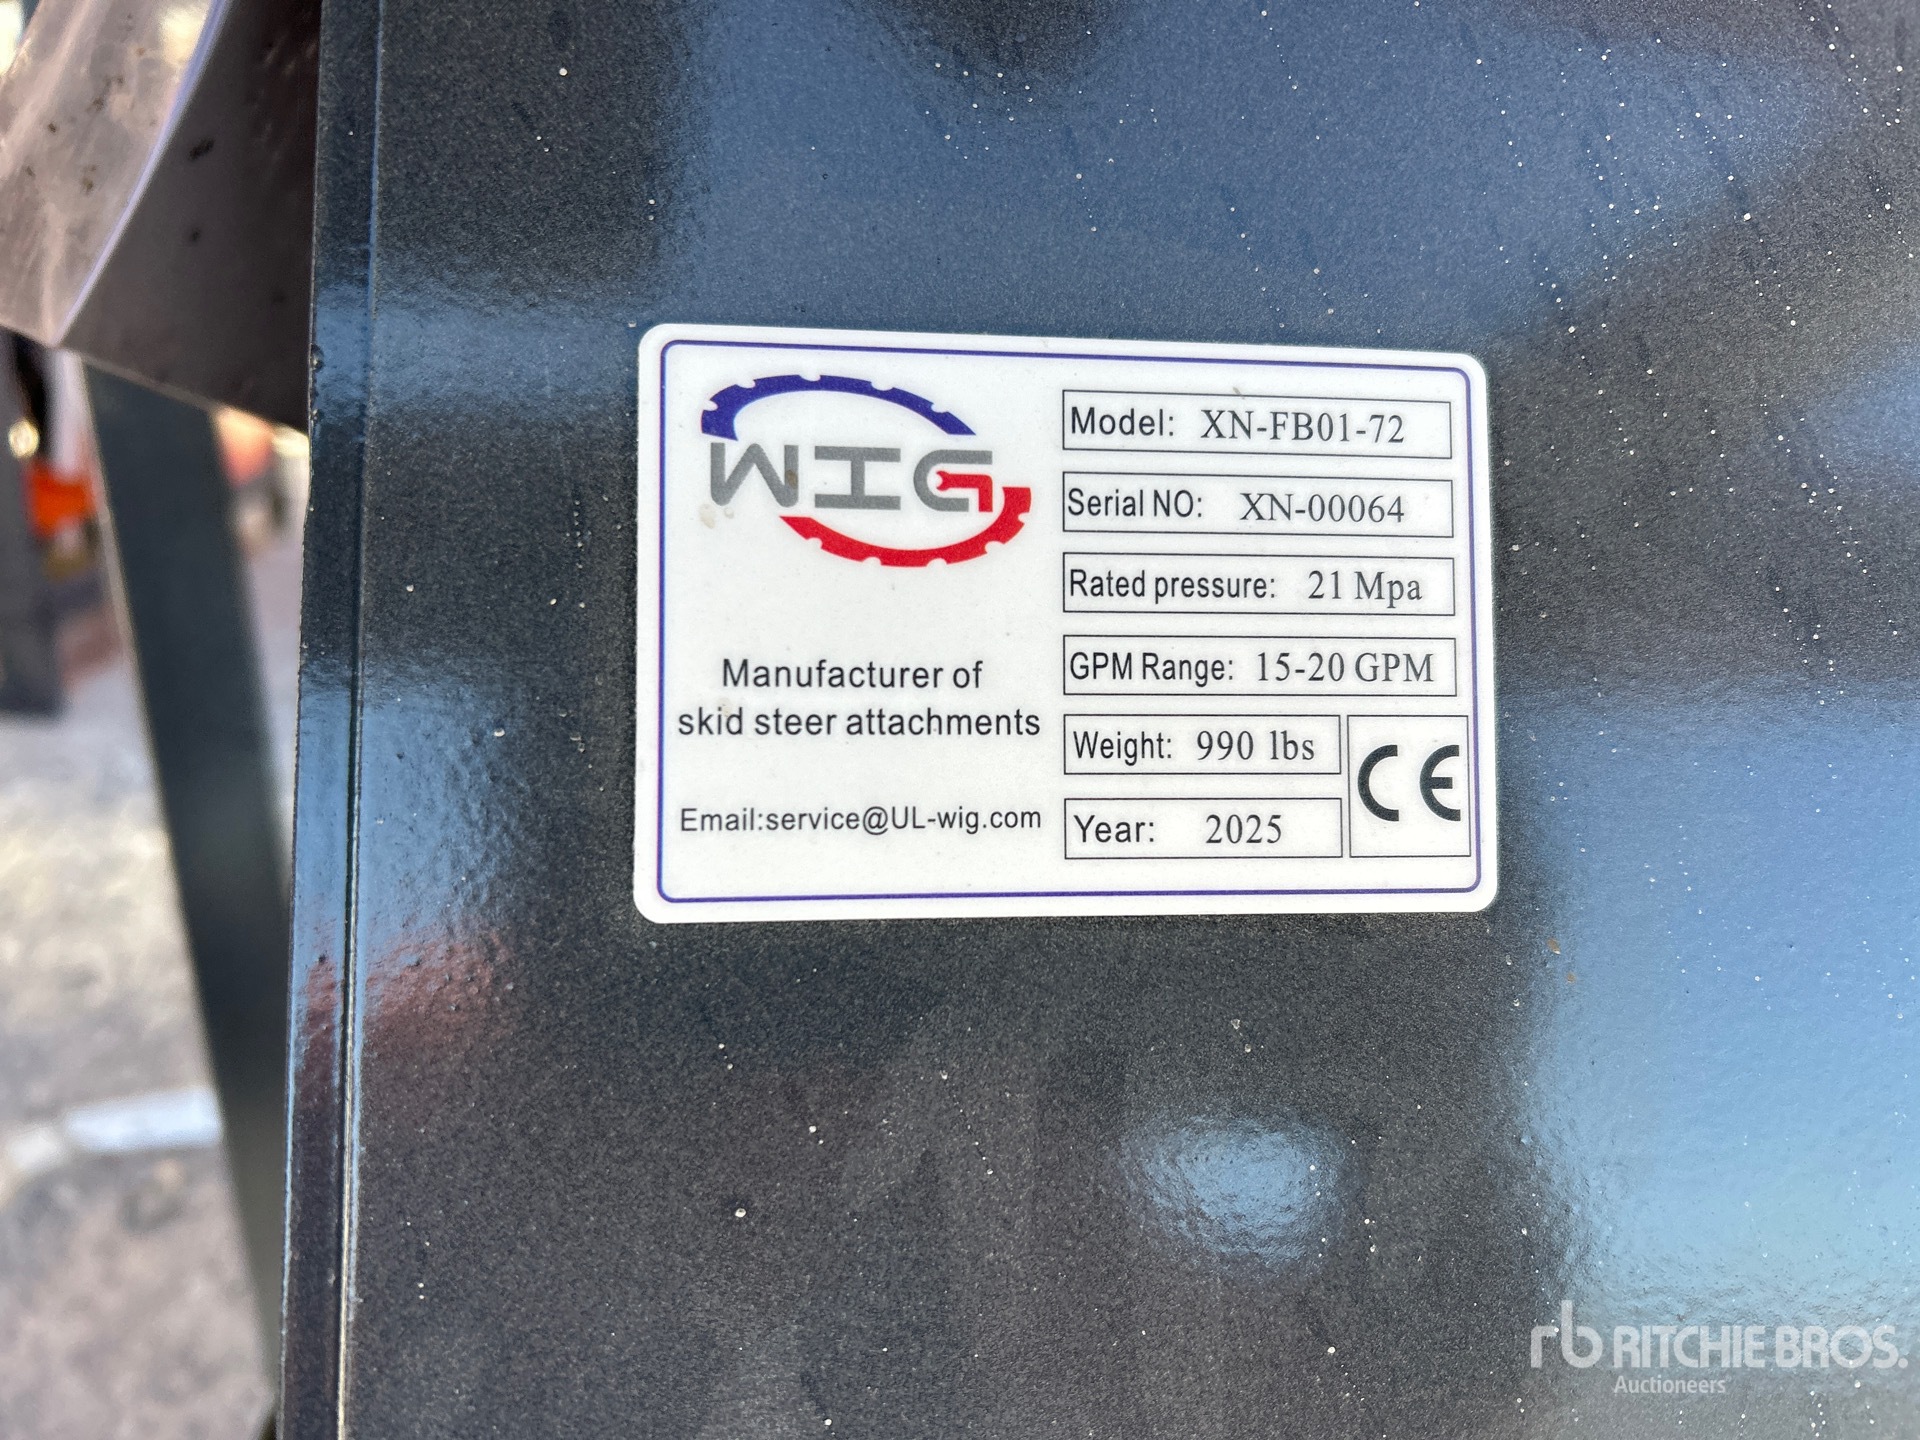 WIG
Manufacturer of
skid steer attachments
Email:service@UL-wig.com
Model: XN-FB01-72
Serial NO: XN-00064
Rated pressure: 21 Mpa
GPM Range: 15-20 GPM
Weight: 990 lbs
Year: 2025
CE
rb RITCHIE BROS.
Auctioneers